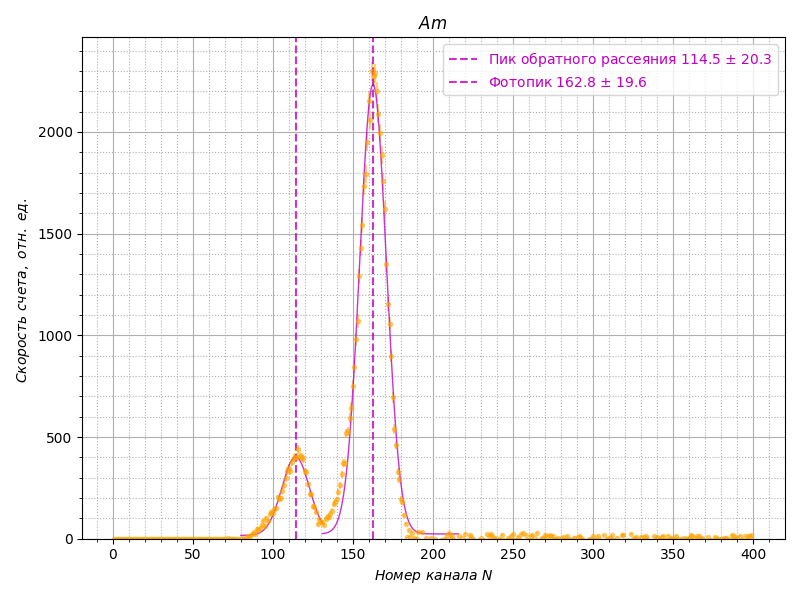 Am
Пик обратного рассеяния 114.5 ± 20.3
Фотопик 162.8 ± 19.6
2000
1500
1000
500
0
Скорость счета, отн. ед.
0 50 100 150 200 250 300 350 400
Номер канала N